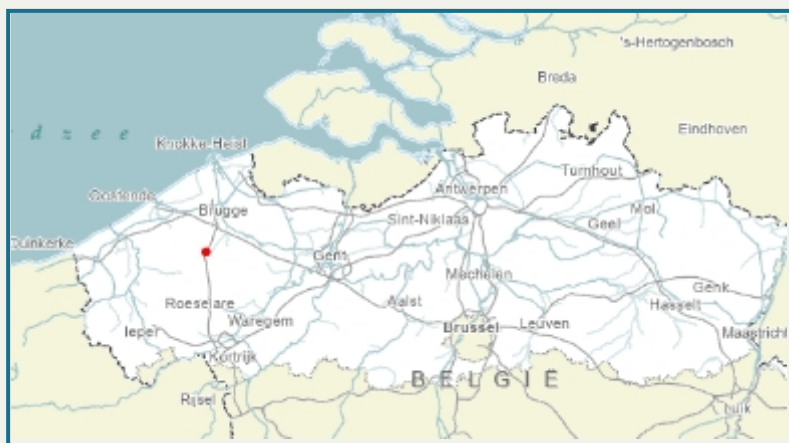 's-Hertogenbosch
Breda
Eindhoven
d z e e
Knokke-Heist
Turnhout
Oostende
Antwerpen
Brugge
Mol
Sint-Niklaas
Geel
Duinkerke
Gent
Mechelen
Genk
Roeselare
Aalst
Hasselt
Ieper
Waregem
Brussel
Leuven
Maastricht
Kortrijk
BELGIË
Rijsel
Luik